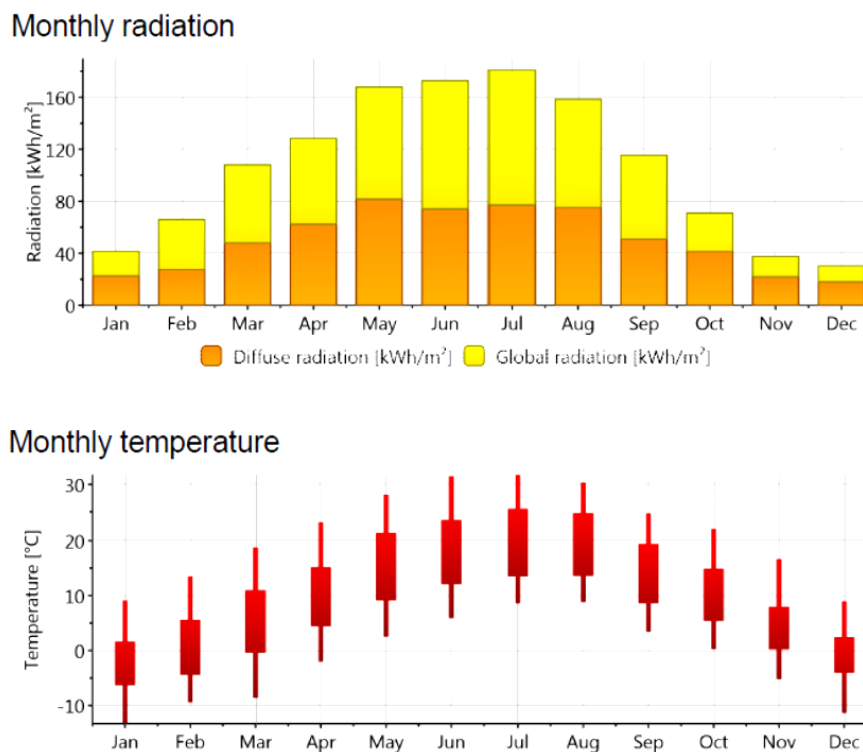 Monthly radiation
Radiation [kWh/m²]
160
120
80
40
0
Jan Feb Mar Apr May Jun Jul Aug Sep Oct Nov Dec
Diffuse radiation [kWh/m²] Global radiation [kWh/m²]
Monthly temperature
Temperature [°C]
30
20
10
0
-10
Jan Feb Mar Apr May Jun Jul Aug Sep Oct Nov Dec